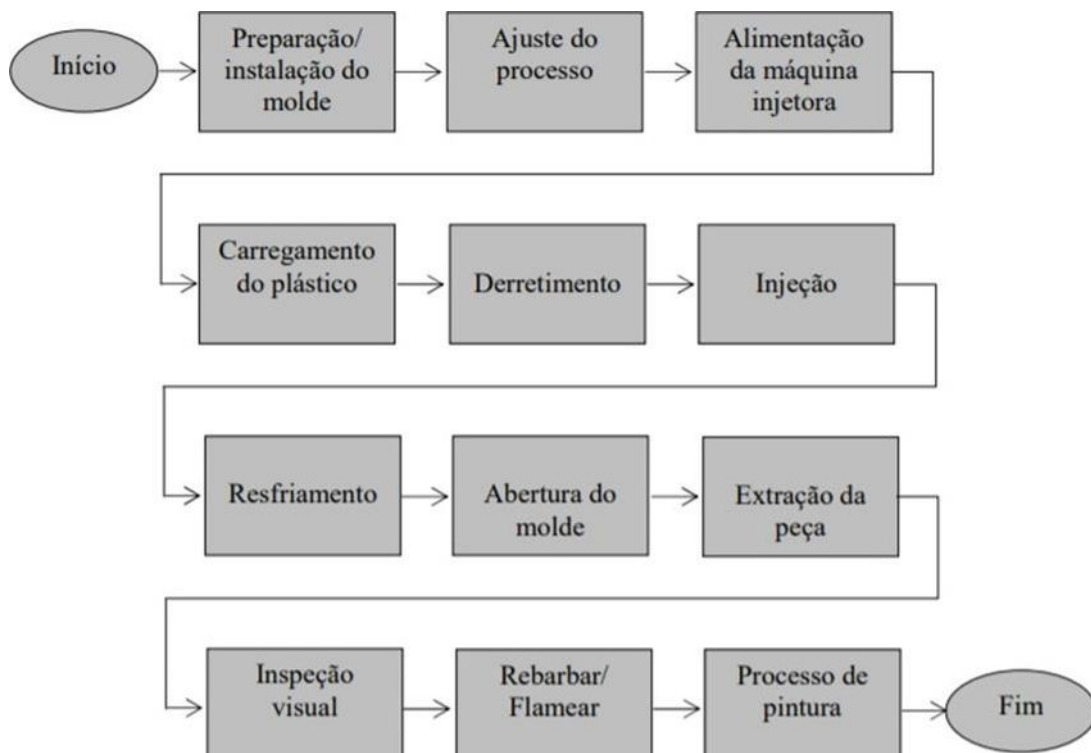 Início
Preparação/
instalação do
molde
Ajuste do
processo
Alimentação
da máquina
injetora
Carregamento
do plástico
Derretimento
Injeção
Resfriamento
Abertura do
molde
Extração da
peça
Inspeção
visual
Rebarbar/
Flamear
Processo de
pintura
Fim